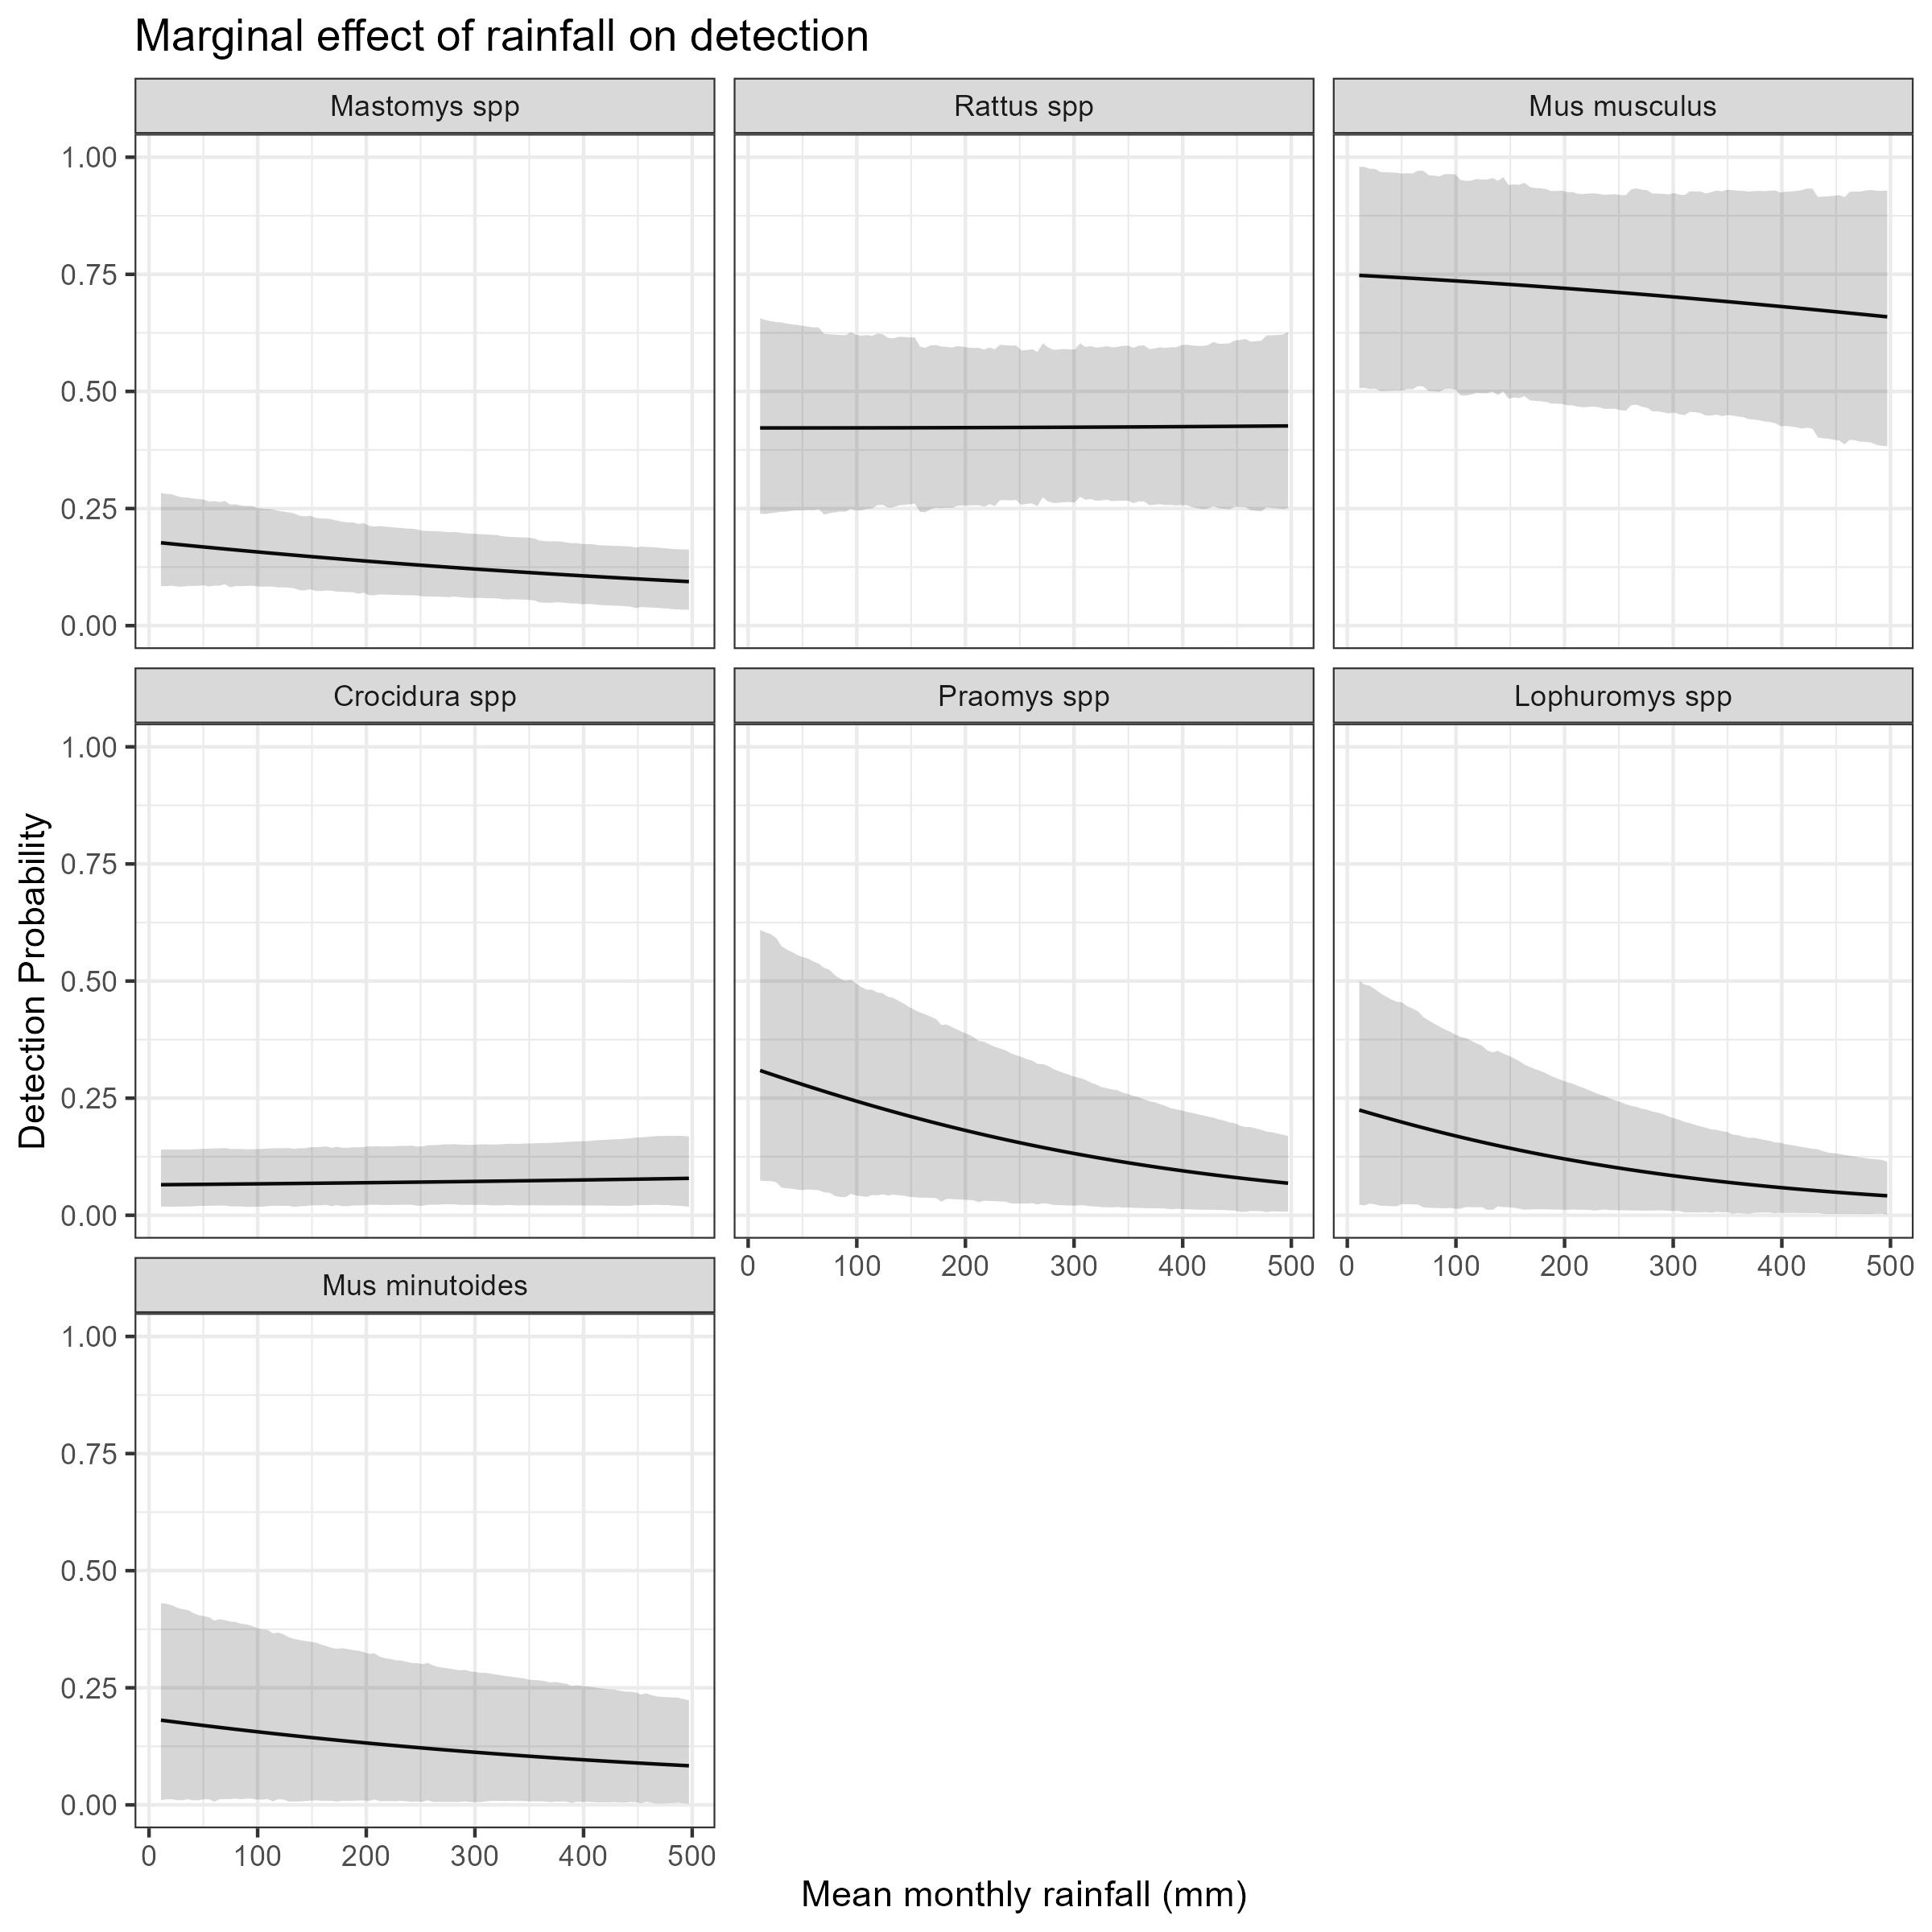 Marginal effect of rainfall on detection
Mastomys spp
Rattus spp
Mus musculus
1.00
0.75
0.50
0.25
0.00
Crocidura spp
Praomys spp
Lophuromys spp
1.00
0.75
0.50
0.25
0.00
0 100 200 300 400 500
0 100 200 300 400 500
Mus minutoides
1.00
0.75
0.50
0.25
0.00
0 100 200 300 400 500
Detection Probability
Mean monthly rainfall (mm)